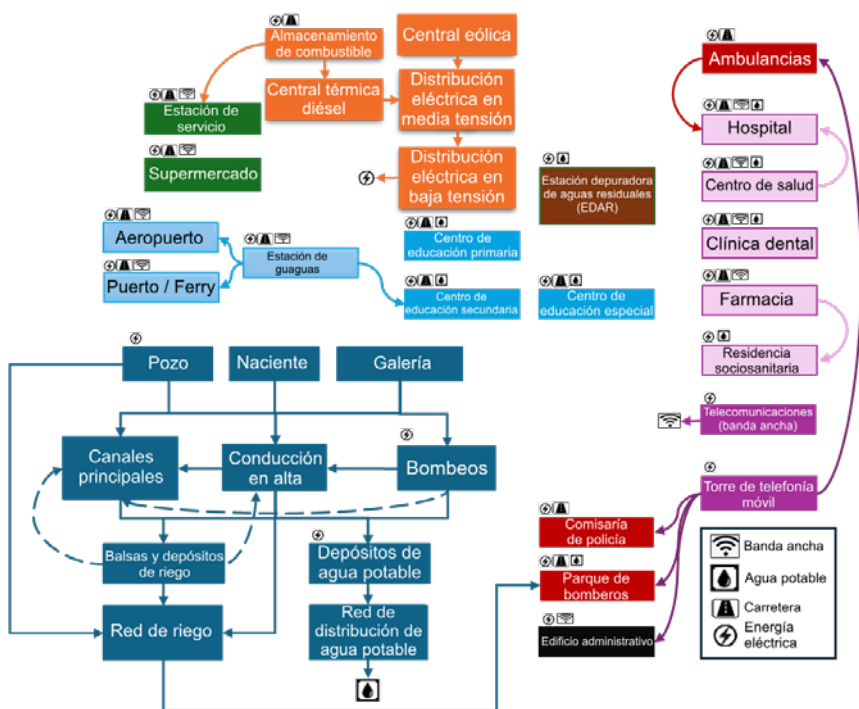 Almacenamiento
de combustible
Central eólica
Ambulancias
Central térmica
diésel
Distribución
eléctrica en
media tensión
Estación de
servicio
Hospital
Supermercado
Distribución
eléctrica en
baja tensión
Estación depuradora
de aguas residuales
(EDAR)
Centro de salud
Aeropuerto
Estación de
guaguas
Centro de
educación primaria
Clínica dental
Puerto / Ferry
Centro de
educación secundaria
Centro de
educación especial
Farmacia
Residencia
sociosanitaria
Pozo
Naciente
Galería
Telecomunicaciones
(banda ancha)
Canales
principales
Conducción
en alta
Bombeos
Torre de telefonía
móvil
Comisaría
de policía
Balsas y depósitos
de riego
Depósitos de
agua potable
Parque de
bomberos
Red de riego
Red de
distribución de
agua potable
Edificio administrativo
Banda ancha
Agua potable
Carretera
Energía
eléctrica